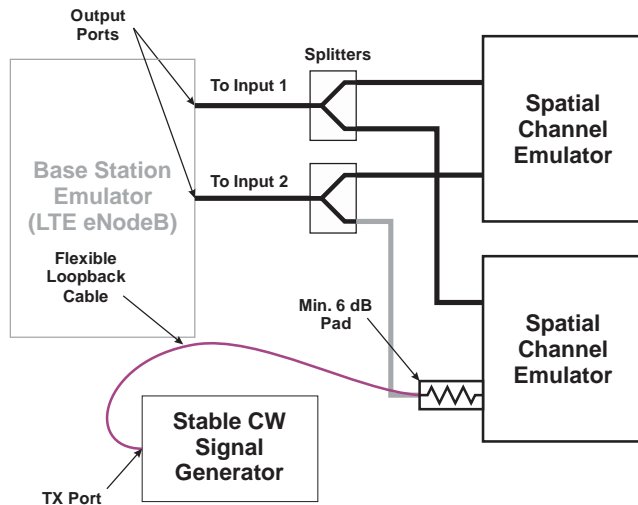 Output
Ports
Splitters
To Input 1
Spatial
Channel
Emulator
Base Station
Emulator
(LTE eNodeB)
To Input 2
Flexible
Loopback
Cable
Min. 6 dB
Pad
Spatial
Channel
Emulator
Stable CW
Signal
Generator
TX Port